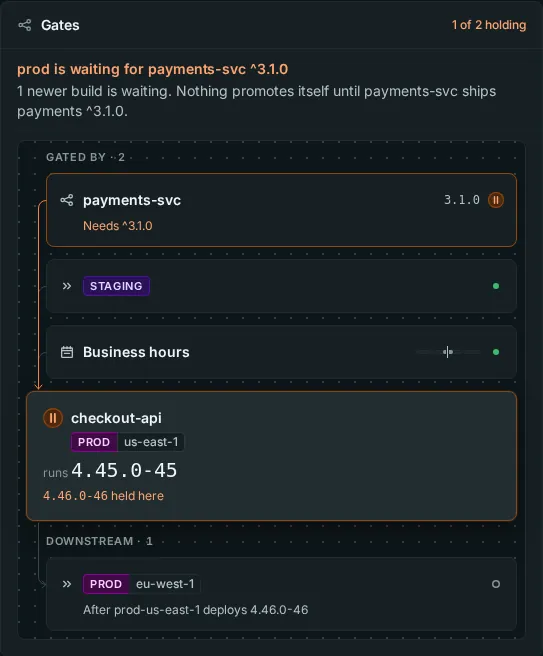 Gates
1 of 2 holding
prod is waiting for payments-svc ^3.1.0
1 newer build is waiting. Nothing promotes itself until payments-svc ships
payments ^3.1.0.
GATED BY · 2
payments-svc
3.1.0
Needs ^3.1.0
STAGING
Business hours
checkout-api
PROD us-east-1
runs 4.45.0-45
4.46.0-46 held here
DOWNSTREAM · 1
PROD eu-west-1
After prod-us-east-1 deploys 4.46.0-46